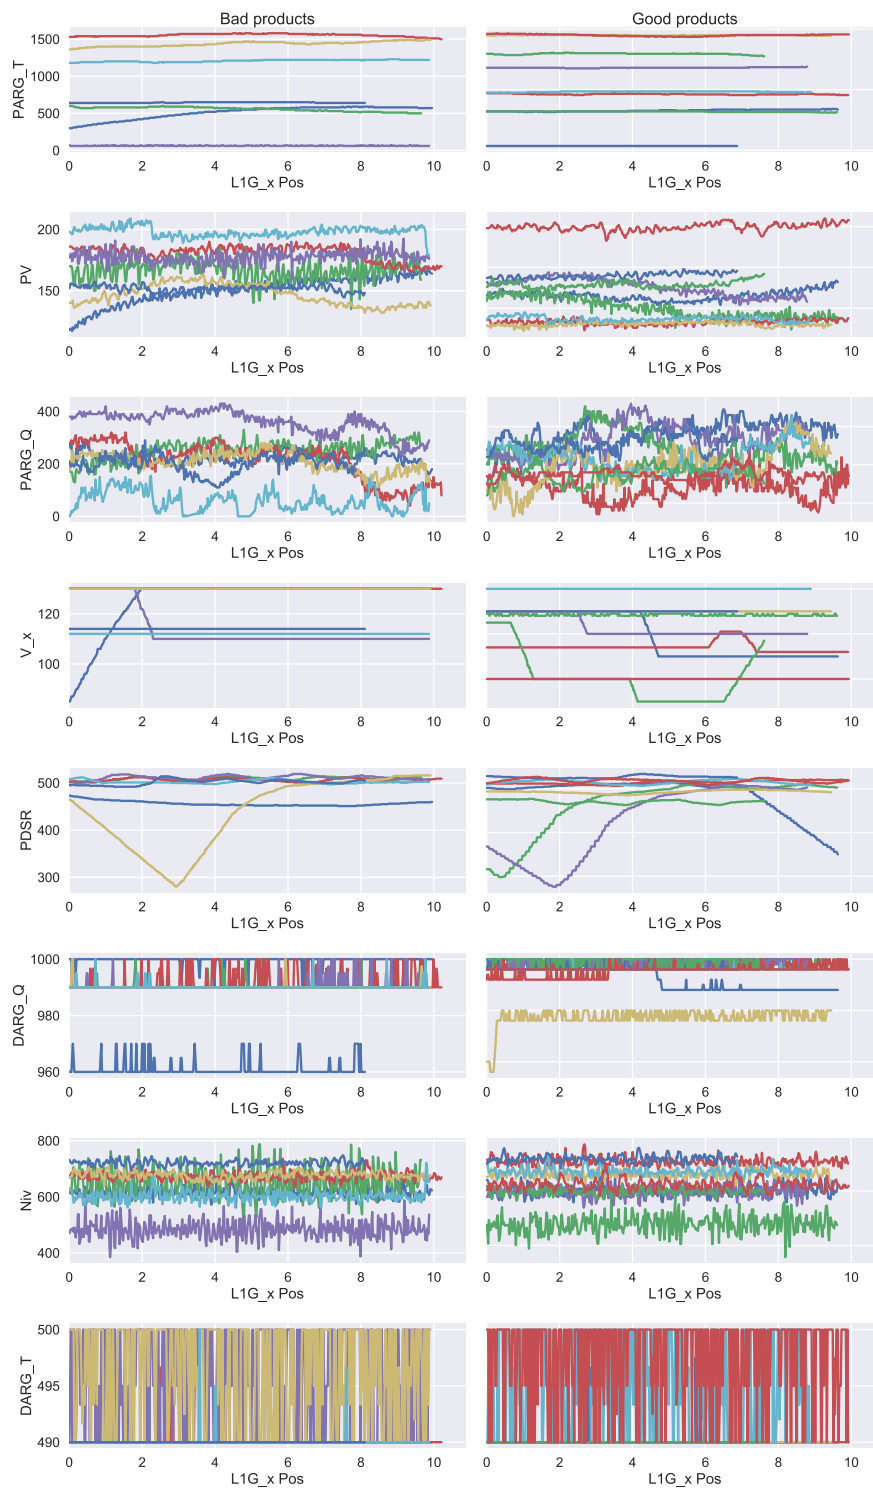 Bad products Good products
1500
1000
500
0
PARG_T
0 2 4 6 8 10 0 2 4 6 8 10
L1G_x Pos L1G_x Pos
200
150
PV
0 2 4 6 8 10 0 2 4 6 8 10
L1G_x Pos L1G_x Pos
400
200
0
PARG_Q
0 2 4 6 8 10 0 2 4 6 8 10
L1G_x Pos L1G_x Pos
120
100
V_x
0 2 4 6 8 10 0 2 4 6 8 10
L1G_x Pos L1G_x Pos
500
400
300
PDSR
0 2 4 6 8 10 0 2 4 6 8 10
L1G_x Pos L1G_x Pos
1000
980
960
DARG_Q
0 2 4 6 8 10 0 2 4 6 8 10
L1G_x Pos L1G_x Pos
800
600
400
Niv
0 2 4 6 8 10 0 2 4 6 8 10
L1G_x Pos L1G_x Pos
500
495
490
DARG_T
0 2 4 6 8 10 0 2 4 6 8 10
L1G_x Pos L1G_x Pos